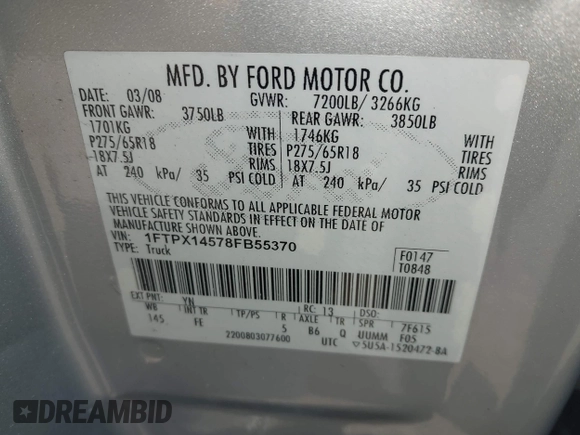 MFD. BY FORD MOTOR CO.
DATE: 03/08 GVWR: 7200LB/ 3266KG
FRONT GAWR: 3750LB REAR GAWR: 3850LB
1701KG 1746KG
P275/65R18 TIRES P275/65R18 TIRES
18X7.5J RIMS 18X7.5J RIMS
AT 240 kPa/ 35 PSI COLD AT 240 kPa/ 35 PSI COLD
THIS VEHICLE CONFORMS TO ALL APPLICABLE FEDERAL MOTOR
VEHICLE SAFETY STANDARDS IN EFFECT ON THE DATE OF
MANUFACTURE SHOWN ABOVE.
VIN: 1FTPX14578FB55370 F0147
TYPE: Truck T0848
EXT PNT: YN RC: 13
WB INT TR TP/PS R AXLE TR SPR 7F615
145 FE 5 B6 Q UUMM F05
2200803077600 UTC 5U5A-1520472-BA
DREAMBID